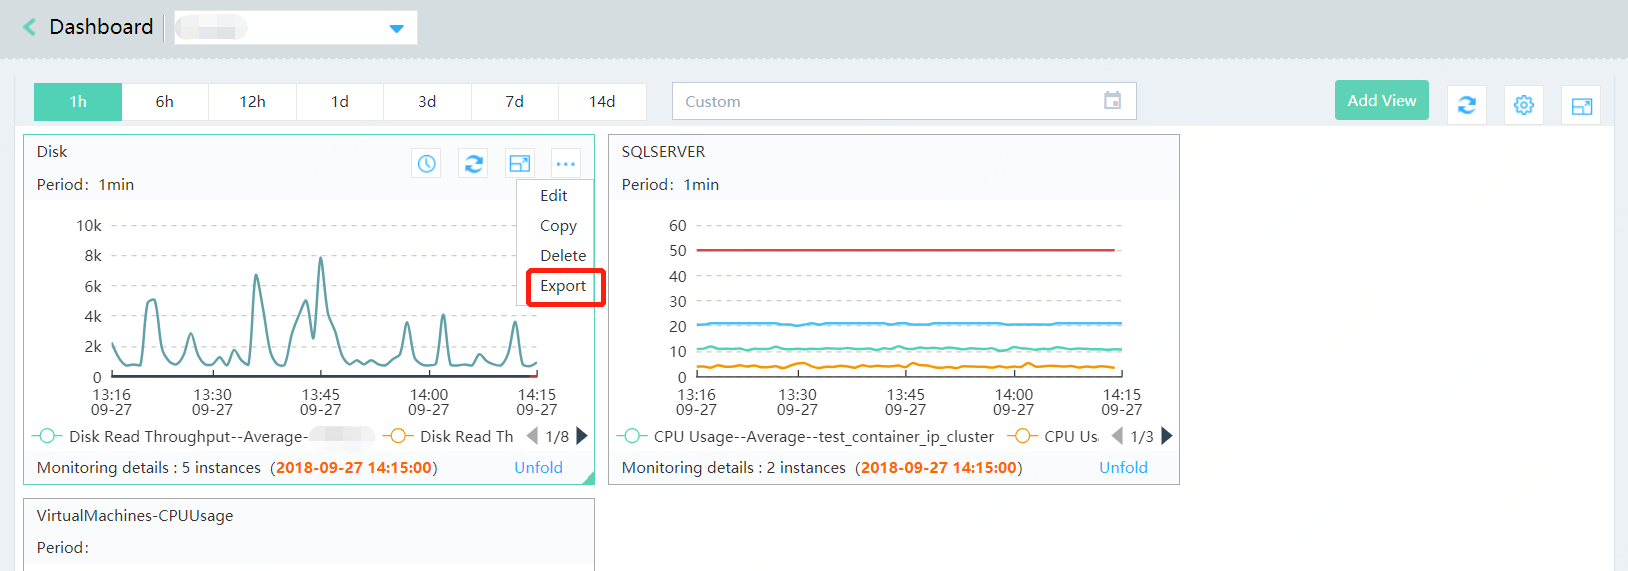 Dashboard
1h 6h 12h 1d 3d 7d 14d Custom Add View
Disk
Period: 1min
Edit
Copy
Delete
Export
10k
8k
6k
4k
2k
0
13:16 13:30 13:45 14:00 14:15
09-27 09-27 09-27 09-27 09-27
Disk Read Throughput--Average- Disk Read Th 1/8
Monitoring details : 5 instances (2018-09-27 14:15:00) Unfold
SQLSERVER
Period: 1min
60
50
40
30
20
10
0
13:16 13:30 13:45 14:00 14:15
09-27 09-27 09-27 09-27 09-27
CPU Usage--Average--test_container_ip_cluster CPU Us 1/3
Monitoring details : 2 instances (2018-09-27 14:15:00) Unfold
VirtualMachines-CPUUsage
Period: